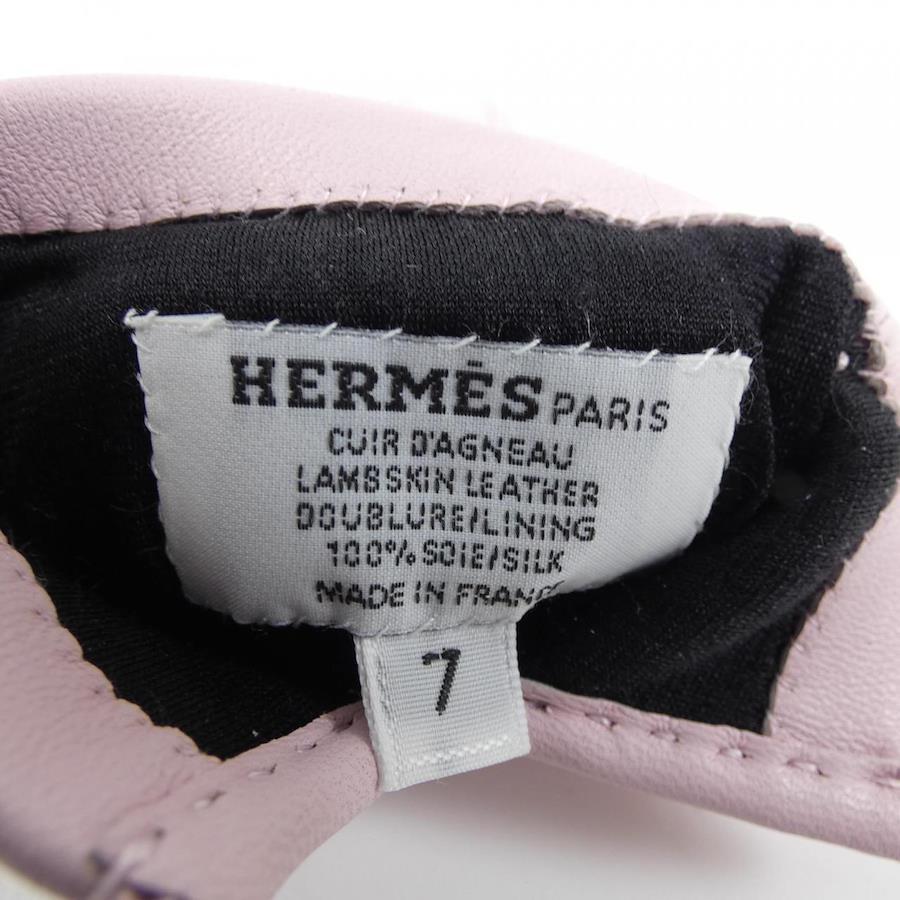 HERMÈS PARIS
CUIR D'AGNEAU
LAMBSKIN LEATHER
DOUBLURE/LINING
100% SOIE/SILK
MADE IN FRANCE
7